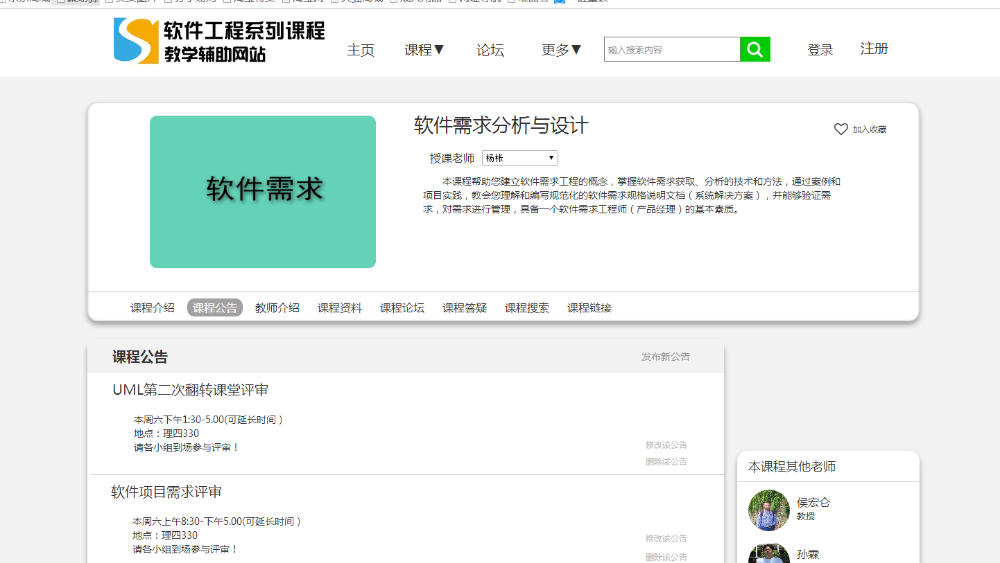 软件工程系列课程
教学辅助网站
主页 课程▼ 论坛 更多▼ 输入搜索内容 登录 注册
软件需求
软件需求分析与设计
加入收藏
授课老师 杨枨
本课程帮助您建立软件需求工程的概念，掌握软件需求获取、分析的技术和方法，通过案例和
项目实践，教会您理解和编写规范化的软件需求规格说明文档（系统解决方案），并能够验证需
求，对需求进行管理，具备一个软件需求工程师（产品经理）的基本素质。
课程介绍 课程公告 教师介绍 课程资料 课程论坛 课程答疑 课程搜索 课程链接
课程公告 发布新公告
UML第二次翻转课堂评审
本周六下午1:30-5.00(可延长时间）
地点：理四330
请各小组到场参与评审！
修改该公告
删除该公告
软件项目需求评审
本周六上午8:30-下午5.00(可延长时间）
地点：理四330
请各小组到场参与评审！
修改该公告
删除该公告
本课程其他老师
侯宏仑
教授
孙霖